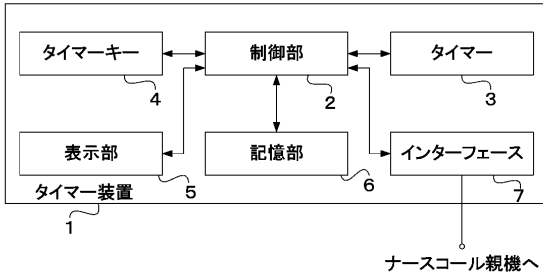 タイマーキー
制御部
タイマー
4
2
3
表示部
記憶部
インターフェース
5
6
7
タイマー装置
1
ナースコール親機へ